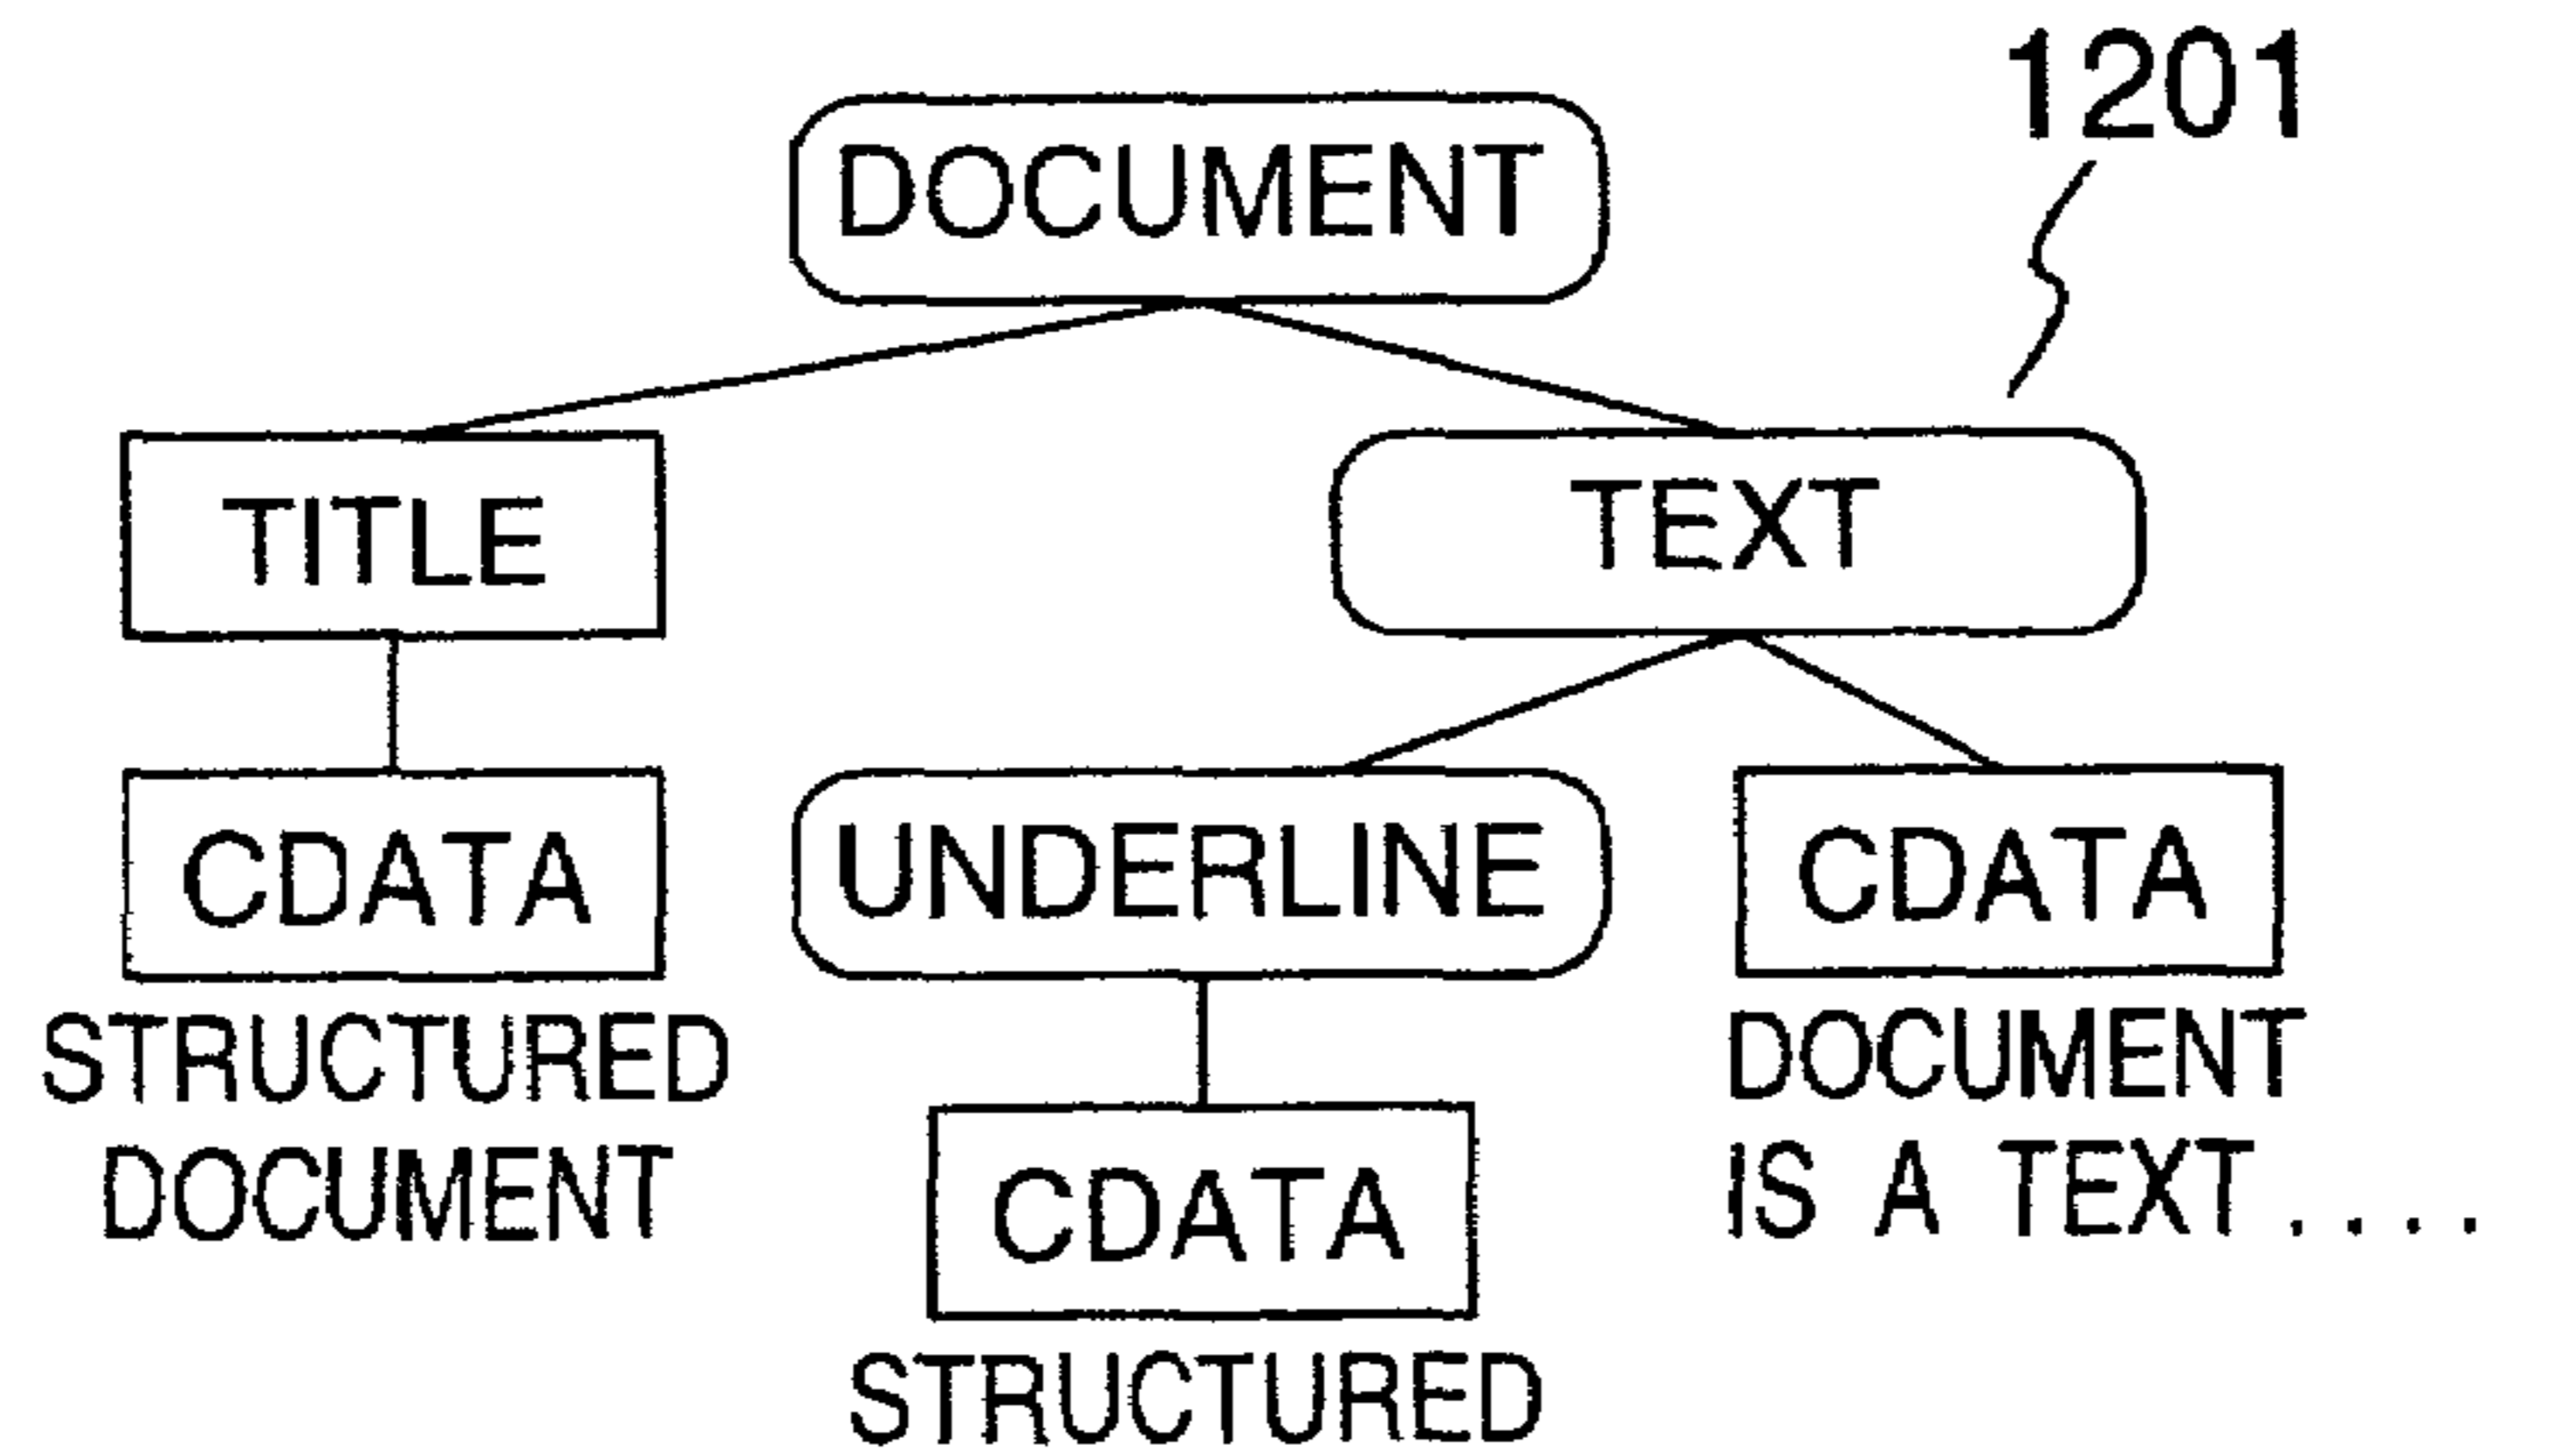 1201
DOCUMENT
TITLE
TEXT
CDATA
UNDERLINE
CDATA
STRUCTURED
DOCUMENT
DOCUMENT
IS A TEXT....
CDATA
STRUCTURED